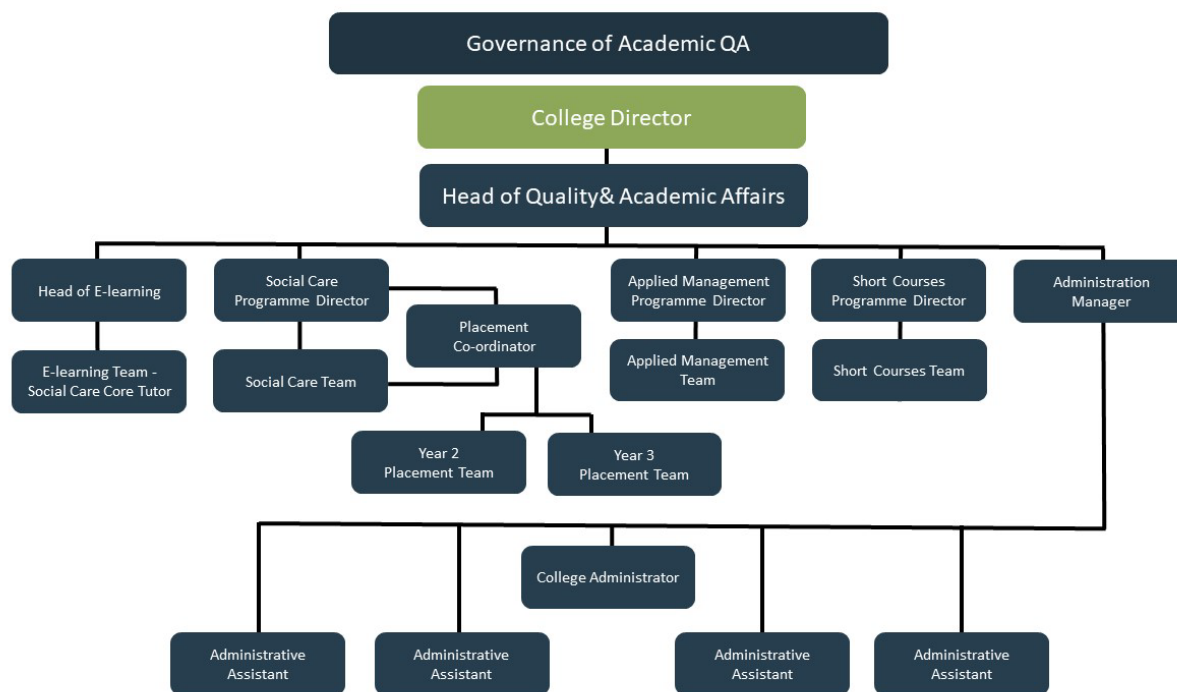 Governance of Academic QA
College Director
Head of Quality& Academic Affairs
Head of E-learning
Social Care
Programme Director
Applied Management
Programme Director
Short Courses
Programme Director
Administration
Manager
Placement
Co-ordinator
E-learning Team -
Social Care Core Tutor
Social Care Team
Applied Management
Team
Short Courses Team
Year 2
Placement Team
Year 3
Placement Team
College Administrator
Administrative
Assistant
Administrative
Assistant
Administrative
Assistant
Administrative
Assistant